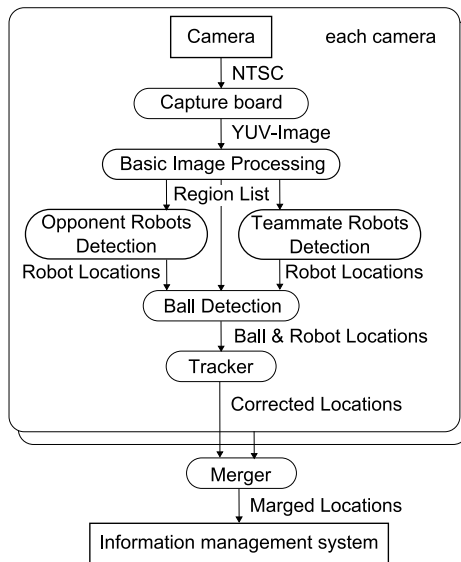 Camera
each camera
NTSC
Capture board
YUV-Image
Basic Image Processing
Region List
Opponent Robots
Detection
Teammate Robots
Detection
Robot Locations
Robot Locations
Ball Detection
Ball & Robot Locations
Tracker
Corrected Locations
Merger
Marged Locations
Information management system